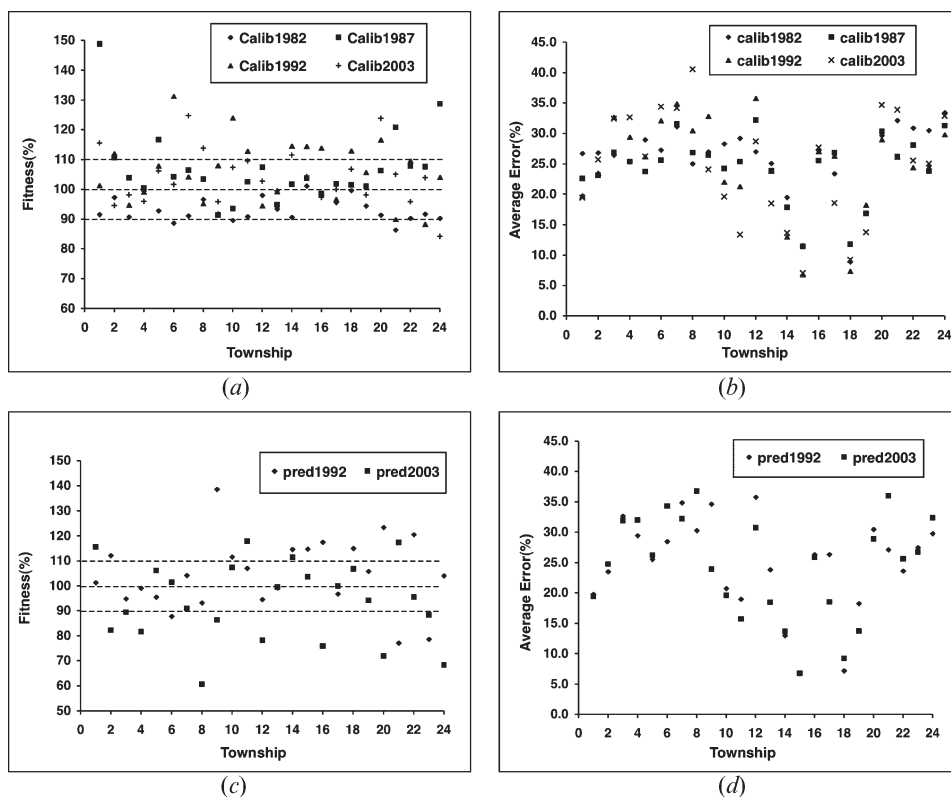 Calib1982 Calib1987
Calib1992 Calib2003
Fitness(%)
150
140
130
120
110
100
90
80
70
60
0 2 4 6 8 10 12 14 16 18 20 22 24
Township
(a)
calib1982 calib1987
calib1992 calib2003
Average Error(%)
45.0
40.0
35.0
30.0
25.0
20.0
15.0
10.0
5.0
0.0
0 2 4 6 8 10 12 14 16 18 20 22 24
Township
(b)
pred1992 pred2003
Fitness(%)
150
140
130
120
110
100
90
80
70
60
50
0 2 4 6 8 10 12 14 16 18 20 22 24
Township
(c)
pred1992 pred2003
Average Error(%)
45.0
40.0
35.0
30.0
25.0
20.0
15.0
10.0
5.0
0.0
0 2 4 6 8 10 12 14 16 18 20 22 24
Township
(d)